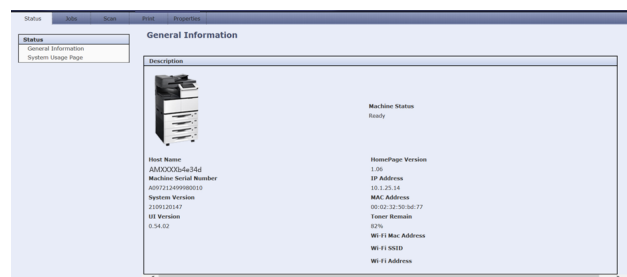 Status Jobs Scan Print Properties
Status
General Information
System Usage Page
General Information
Description
Machine Status
Ready
Host Name
AMXXXXb4e34d
Machine Serial Number
A097212499980010
System Version
2109120147
UI Version
0.54.02
HomePage Version
1.06
IP Address
10.1.25.14
MAC Address
00:02:32:50:bd:77
Toner Remain
82%
Wi-Fi Mac Address
Wi-Fi SSID
Wi-Fi Address